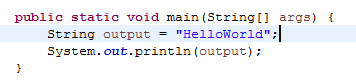 public static void main(String[] args) {
    String output = "HelloWorld";
    System.out.println(output);
}